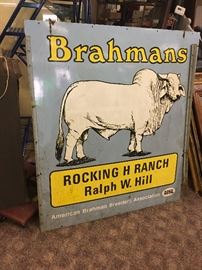 Brahmans
ROCKING H RANCH
Ralph W. Hill
American Brahman Breeders Association